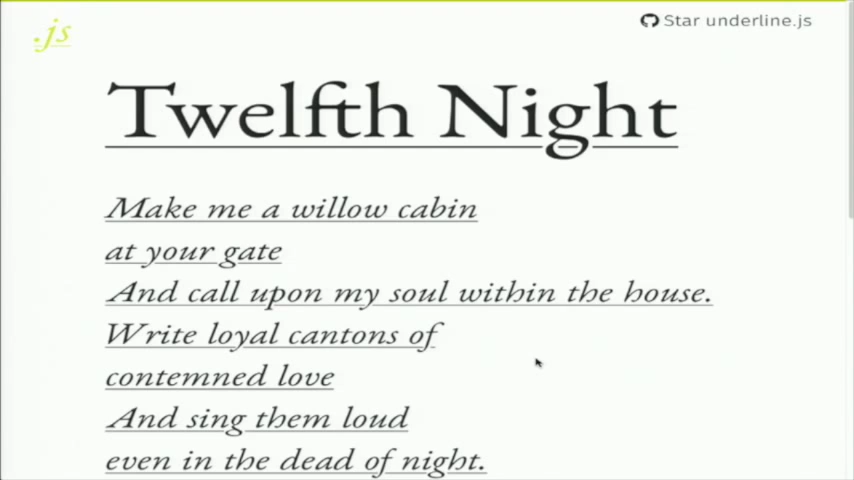 .js
Star underline.js
Twelfth Night
Make me a willow cabin
at your gate
And call upon my soul within the house.
Write loyal cantons of
contemned love
And sing them loud
even in the dead of night.